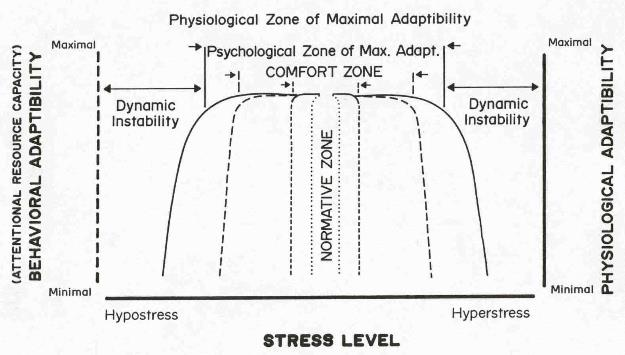 Physiological Zone of Maximal Adaptibility
Maximal
Psychological Zone of Max. Adapt.
Maximal
COMFORT ZONE
Dynamic
Instability
Dynamic
Instability
(ATTENTIONAL RESOURCE CAPACITY)
BEHAVIORAL ADAPTIBILITY
NORMATIVE ZONE
PHYSIOLOGICAL ADAPTIBILITY
Minimal
Minimal
Hypostress
Hyperstress
STRESS LEVEL